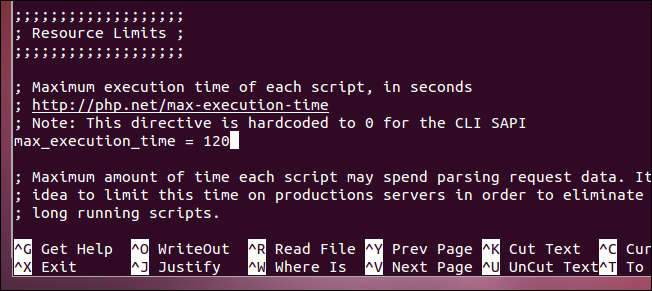 ;;;;;;;;;;;;;;;;;;;
; Resource Limits ;
;;;;;;;;;;;;;;;;;;;
; Maximum execution time of each script, in seconds
; http://php.net/max-execution-time
; Note: This directive is hardcoded to 0 for the CLI SAPI
max_execution_time = 120
; Maximum amount of time each script may spend parsing request data. It
; idea to limit this time on productions servers in order to eliminate
; long running scripts.
^G Get Help ^O WriteOut ^R Read File ^Y Prev Page ^K Cut Text ^C Cur
^X Exit ^J Justify ^W Where Is ^V Next Page ^U UnCut Text ^T To